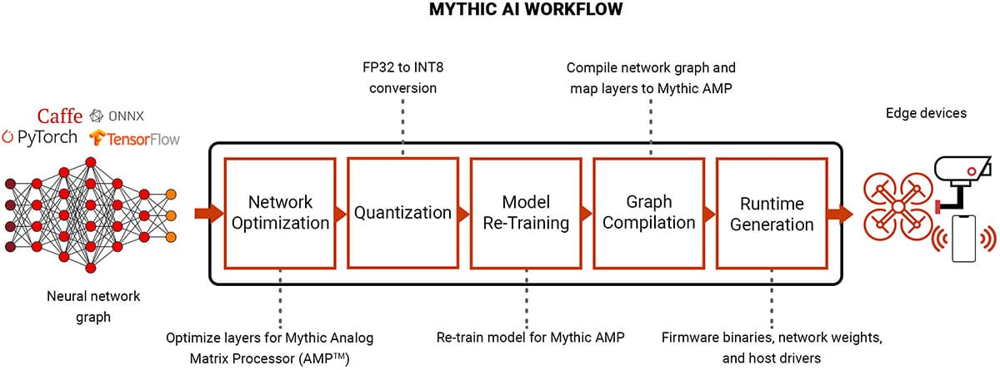 MYTHIC AI WORKFLOW
FP32 to INT8
conversion
Compile network graph and
map layers to Mythic AMP
Caffe ONNX
PyTorch TensorFlow
Edge devices
Network
Optimization
Quantization
Model
Re-Training
Graph
Compilation
Runtime
Generation
Neural network
graph
Optimize layers for Mythic Analog
Matrix Processor (AMP™)
Re-train model for Mythic AMP
Firmware binaries, network weights,
and host drivers